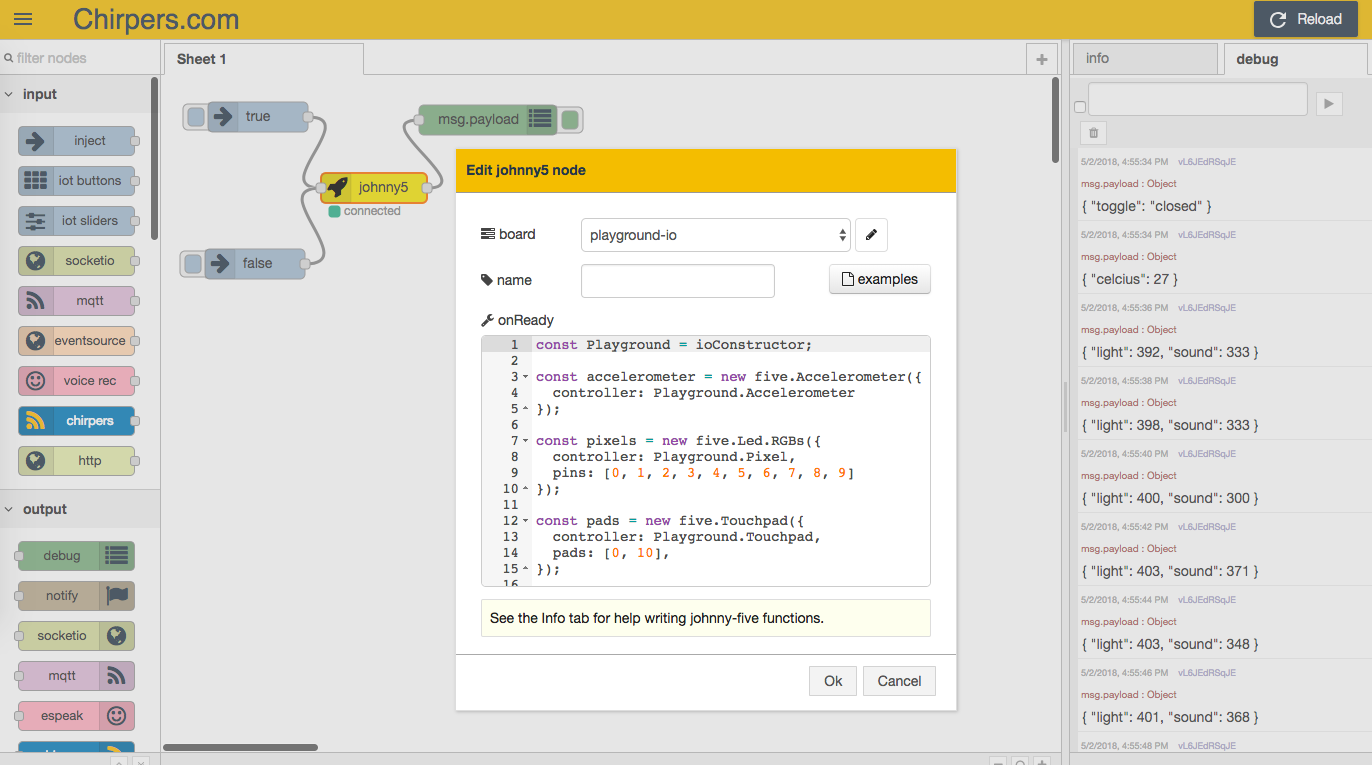 Chirpers.com
Reload
filter nodes
input
inject
iot buttons
iot sliders
socketio
mqtt
eventsource
voice rec
chirpers
http
output
debug
notify
socketio
mqtt
espeak
Sheet 1
true
msg.payload
johnny5
connected
false
Edit johnny5 node
board
playground-io
name
examples
onReady
1 const Playground = ioConstructor;
2
3 const accelerometer = new five.Accelerometer({
4 controller: Playground.Accelerometer
5 });
6
7 const pixels = new five.Led.RGBs({
8 controller: Playground.Pixel,
9 pins: [0, 1, 2, 3, 4, 5, 6, 7, 8, 9]
10 });
11
12 const pads = new five.Touchpad({
13 controller: Playground.Touchpad,
14 pads: [0, 10],
15 });
16
See the Info tab for help writing johnny-five functions.
Ok
Cancel
info
debug
5/2/2018, 4:55:34 PM vL6JEdRSqJE
msg.payload : Object
{ "toggle": "closed" }
5/2/2018, 4:55:34 PM vL6JEdRSqJE
msg.payload : Object
{ "celcius": 27 }
5/2/2018, 4:55:36 PM vL6JEdRSqJE
msg.payload : Object
{ "light": 392, "sound": 333 }
5/2/2018, 4:55:38 PM vL6JEdRSqJE
msg.payload : Object
{ "light": 398, "sound": 333 }
5/2/2018, 4:55:40 PM vL6JEdRSqJE
msg.payload : Object
{ "light": 400, "sound": 300 }
5/2/2018, 4:55:42 PM vL6JEdRSqJE
msg.payload : Object
{ "light": 403, "sound": 371 }
5/2/2018, 4:55:44 PM vL6JEdRSqJE
msg.payload : Object
{ "light": 403, "sound": 348 }
5/2/2018, 4:55:46 PM vL6JEdRSqJE
msg.payload : Object
{ "light": 401, "sound": 368 }
5/2/2018, 4:55:48 PM vL6JEdRSqJE